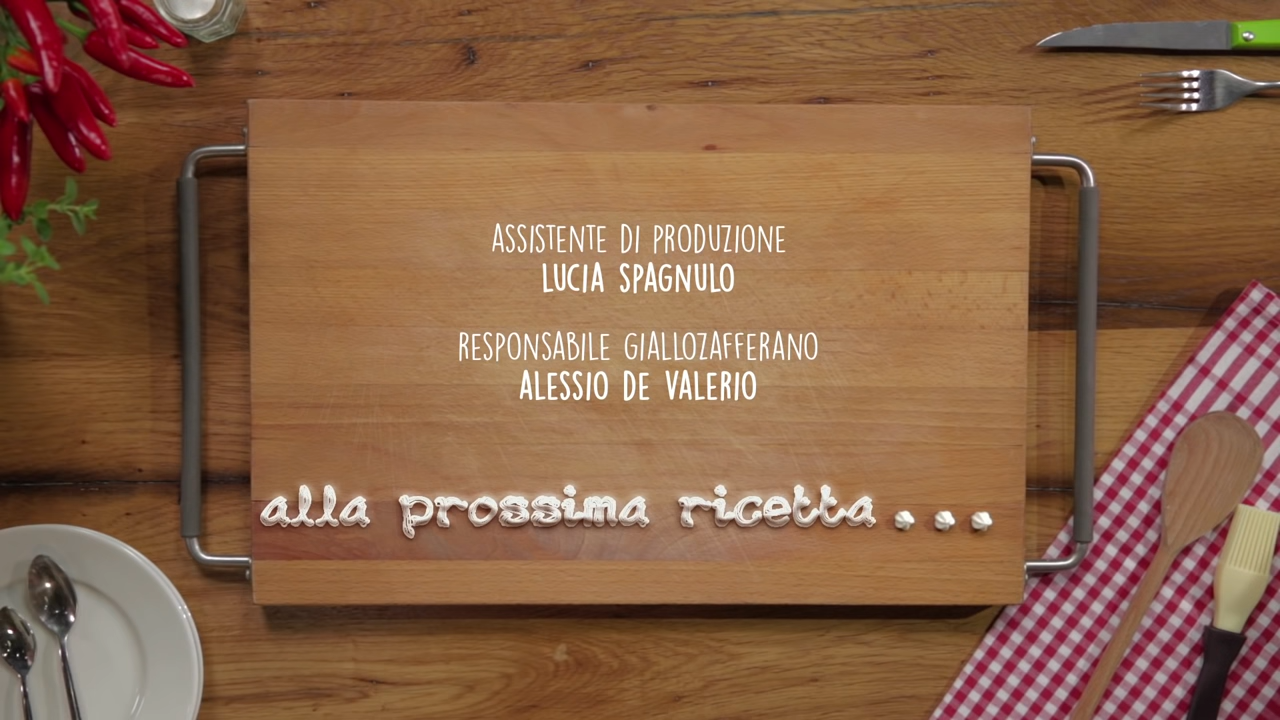 ASSISTENTE DI PRODUZIONE
LUCIA SPAGNULO
RESPONSABILE GIALLOZAFFERANO
ALESSIO DE VALERIO
alla prossima ricetta...